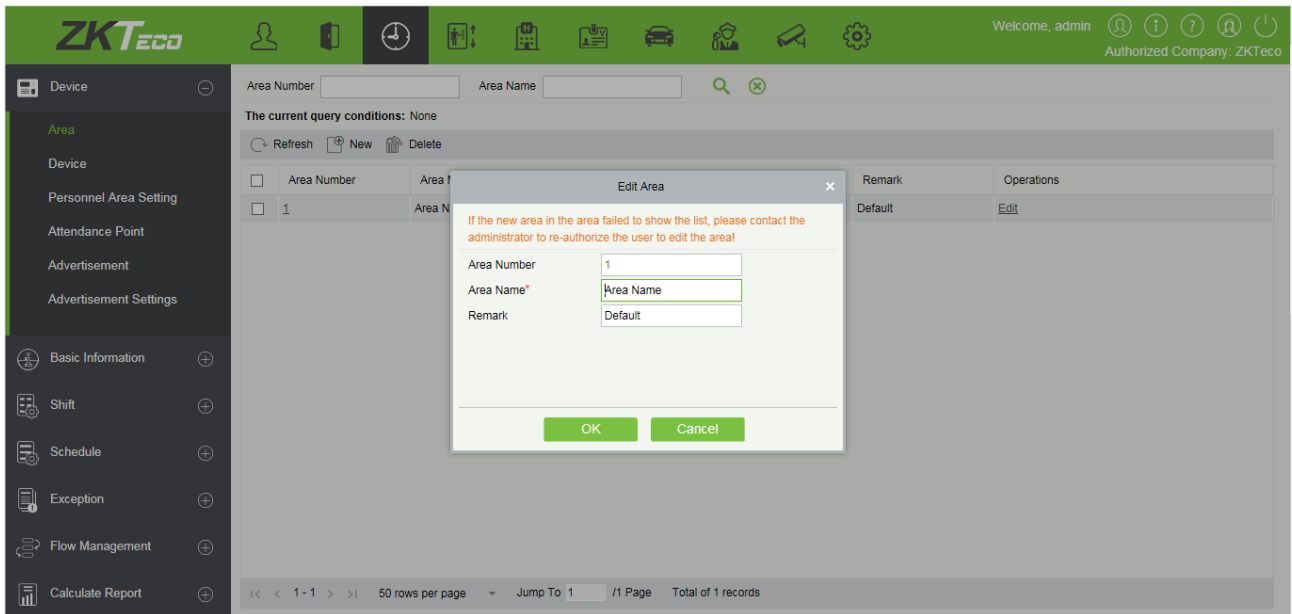 ZKTeco
Welcome, admin
Authorized Company: ZKTeco
Device
Area
Device
Personnel Area Setting
Attendance Point
Advertisement
Advertisement Settings
Basic Information
Shift
Schedule
Exception
Flow Management
Calculate Report
Area Number Area Name
The current query conditions: None
Refresh New Delete
Area Number Area N Remark Operations
1 Area N Default Edit
Edit Area ×
If the new area in the area failed to show the list, please contact the
administrator to re-authorize the user to edit the area!
Area Number 1
Area Name* Area Name
Remark Default
OK Cancel
|< < 1 - 1 > >| 50 rows per page Jump To 1 /1 Page Total of 1 records